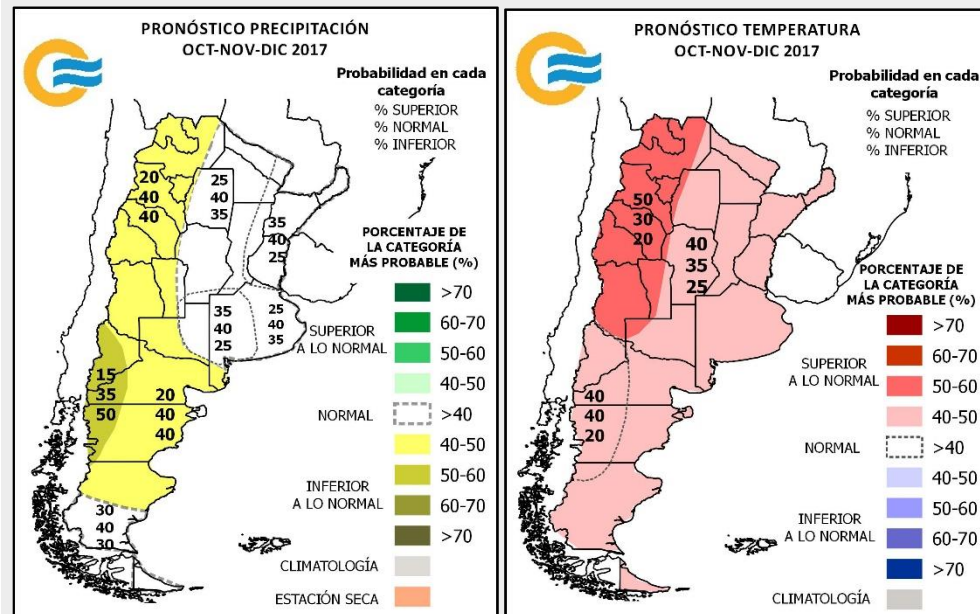 PRONÓSTICO PRECIPITACIÓN
OCT-NOV-DIC 2017
Probabilidad en cada
categoría
% SUPERIOR
% NORMAL
% INFERIOR
20
40
40
25
40
35
35
40
25
35
40
25
25
40
35
15
35
50
20
40
40
30
40
30
PORCENTAJE DE
LA CATEGORÍA
MÁS PROBABLE (%)
SUPERIOR
A LO NORMAL
>70
60-70
50-60
40-50
NORMAL
>40
INFERIOR
A LO NORMAL
40-50
50-60
60-70
>70
CLIMATOLOGÍA
ESTACIÓN SECA
PRONÓSTICO TEMPERATURA
OCT-NOV-DIC 2017
Probabilidad en cada
categoría
% SUPERIOR
% NORMAL
% INFERIOR
50
30
20
40
35
25
40
40
20
PORCENTAJE DE
LA CATEGORÍA
MÁS PROBABLE (%)
SUPERIOR
A LO NORMAL
>70
60-70
50-60
40-50
NORMAL
>40
INFERIOR
A LO NORMAL
40-50
50-60
60-70
>70
CLIMATOLOGÍA